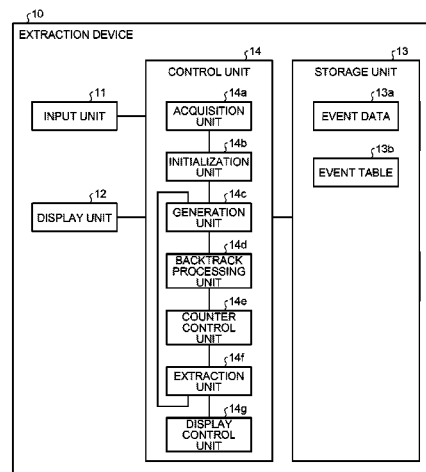 10
EXTRACTION DEVICE
11
INPUT UNIT
12
DISPLAY UNIT
14
CONTROL UNIT
14a
ACQUISITION
UNIT
14b
INITIALIZATION
UNIT
14c
GENERATION
UNIT
14d
BACKTRACK
PROCESSING
UNIT
14e
COUNTER
CONTROL
UNIT
14f
EXTRACTION
UNIT
14g
DISPLAY
CONTROL
UNIT
13
STORAGE UNIT
13a
EVENT DATA
13b
EVENT TABLE